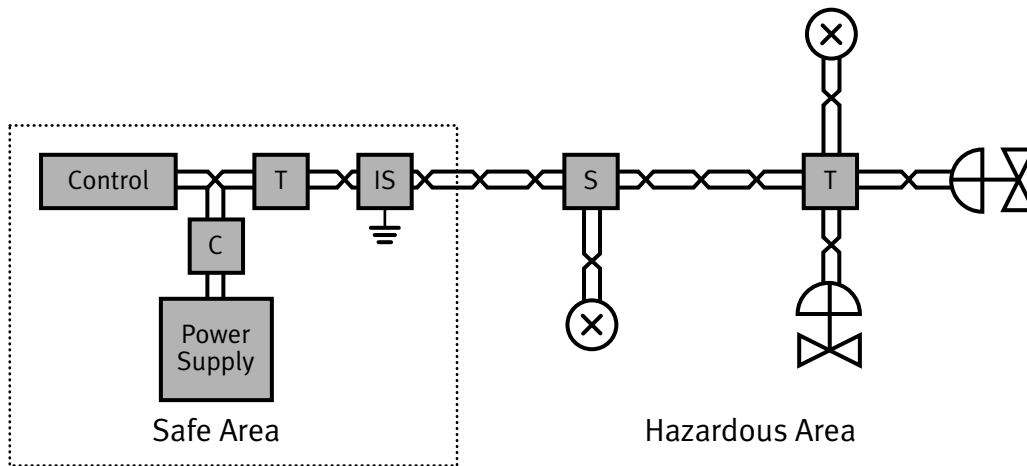 Control
T
IS
S
T
C
Power
Supply
Safe Area
Hazardous Area